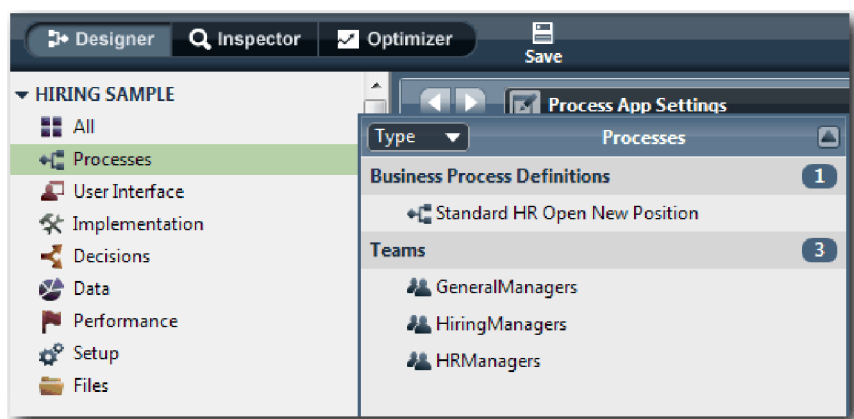 Designer Inspector Optimizer
Save
HIRING SAMPLE
All
Processes
User Interface
Implementation
Decisions
Data
Performance
Setup
Files
Process App Settings
Type Processes
Business Process Definitions 1
Standard HR Open New Position
Teams 3
GeneralManagers
HiringManagers
HRManagers